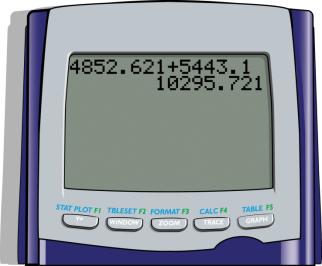 4852.621+5443.1
10295.721
STAT PLOT F1 TBLESET F2 FORMAT F3 CALC F4 TABLE F5
Y= WINDOW ZOOM TRACE GRAPH